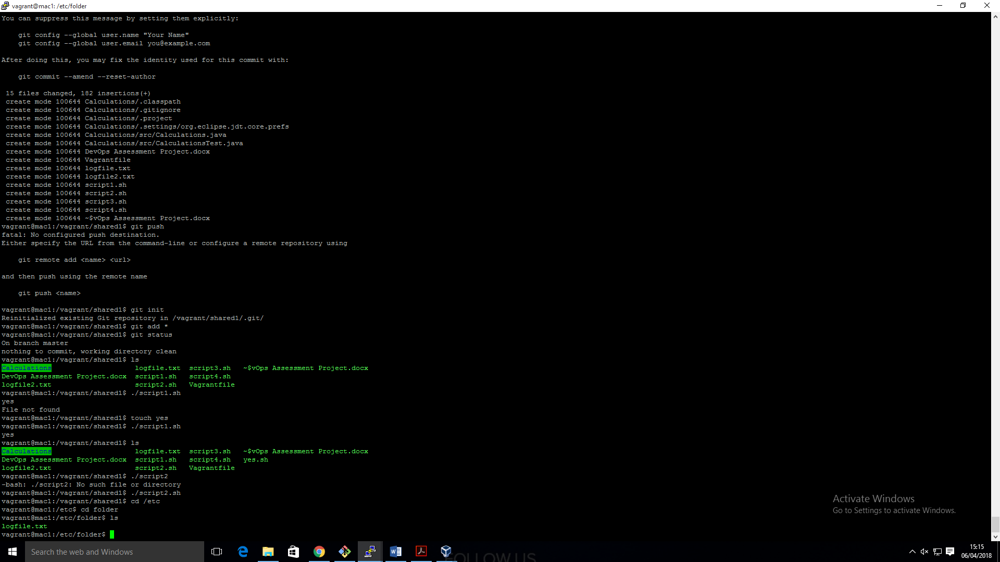 vagrant@mac1: /etc/folder
You can suppress this message by setting them explicitly:
git config --global user.name "Your Name"
git config --global user.email you@example.com
After doing this, you may fix the identity used for this commit with:
git commit --amend --reset-author
15 files changed, 182 insertions(+)
create mode 100644 Calculations/.classpath
create mode 100644 Calculations/.gitignore
create mode 100644 Calculations/.project
create mode 100644 Calculations/.settings/org.eclipse.jdt.core.prefs
create mode 100644 Calculations/src/Calculations.java
create mode 100644 Calculations/src/CalculationsTest.java
create mode 100644 DevOps Assessment Project.docx
create mode 100644 Vagrantfile
create mode 100644 logfile.txt
create mode 100644 logfile2.txt
create mode 100644 script1.sh
create mode 100644 script2.sh
create mode 100644 script3.sh
create mode 100644 script4.sh
create mode 100644 ~$vOps Assessment Project.docx
vagrant@mac1:/vagrant/shared1$ git push
fatal: No configured push destination.
Either specify the URL from the command-line or configure a remote repository using
git remote add <name> <url>
and then push using the remote name
git push <name>
vagrant@mac1:/vagrant/shared1$ git init
Reinitialized existing Git repository in /vagrant/shared1/.git/
vagrant@mac1:/vagrant/shared1$ git add *
vagrant@mac1:/vagrant/shared1$ git status
On branch master
nothing to commit, working directory clean
vagrant@mac1:/vagrant/shared1$ ls
Calculations logfile.txt script3.sh ~$vOps Assessment Project.docx
DevOps Assessment Project.docx script1.sh script4.sh
logfile2.txt script2.sh Vagrantfile
vagrant@mac1:/vagrant/shared1$ ./script1.sh
yes
File not found
vagrant@mac1:/vagrant/shared1$ touch yes
vagrant@mac1:/vagrant/shared1$ ./script1.sh
yes
vagrant@mac1:/vagrant/shared1$ ls
Calculations logfile.txt script3.sh ~$vOps Assessment Project.docx
DevOps Assessment Project.docx script1.sh script4.sh yes.sh
logfile2.txt script2.sh Vagrantfile
vagrant@mac1:/vagrant/shared1$ ./script2
-bash: ./script2: No such file or directory
vagrant@mac1:/vagrant/shared1$ ./script2.sh
vagrant@mac1:/vagrant/shared1$ cd /etc
vagrant@mac1:/etc$ cd folder
vagrant@mac1:/etc/folder$ ls
logfile.txt
vagrant@mac1:/etc/folder$
Activate Windows
Go to Settings to activate Windows.
Search the web and Windows
FOLLOW US
15:15
06/04/2018